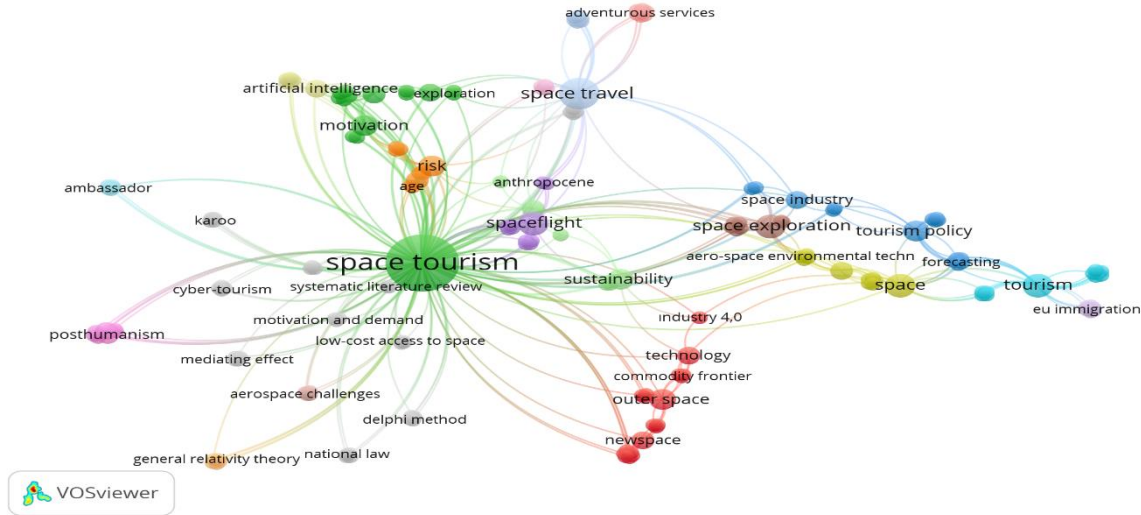 adventurous services
artificial intelligence
exploration
space travel
motivation
risk
age
anthropocene
ambassador
space industry
karoo
spaceflight
space exploration
tourism policy
space tourism
aero-space environmental techn
forecasting
sustainability
cyber-tourism
systematic literature review
space
tourism
eu immigration
motivation and demand
industry 4,0
posthumanism
low-cost access to space
mediating effect
technology
commodity frontier
aerospace challenges
outer space
delphi method
newspace
general relativity theory
national law
VOSviewer